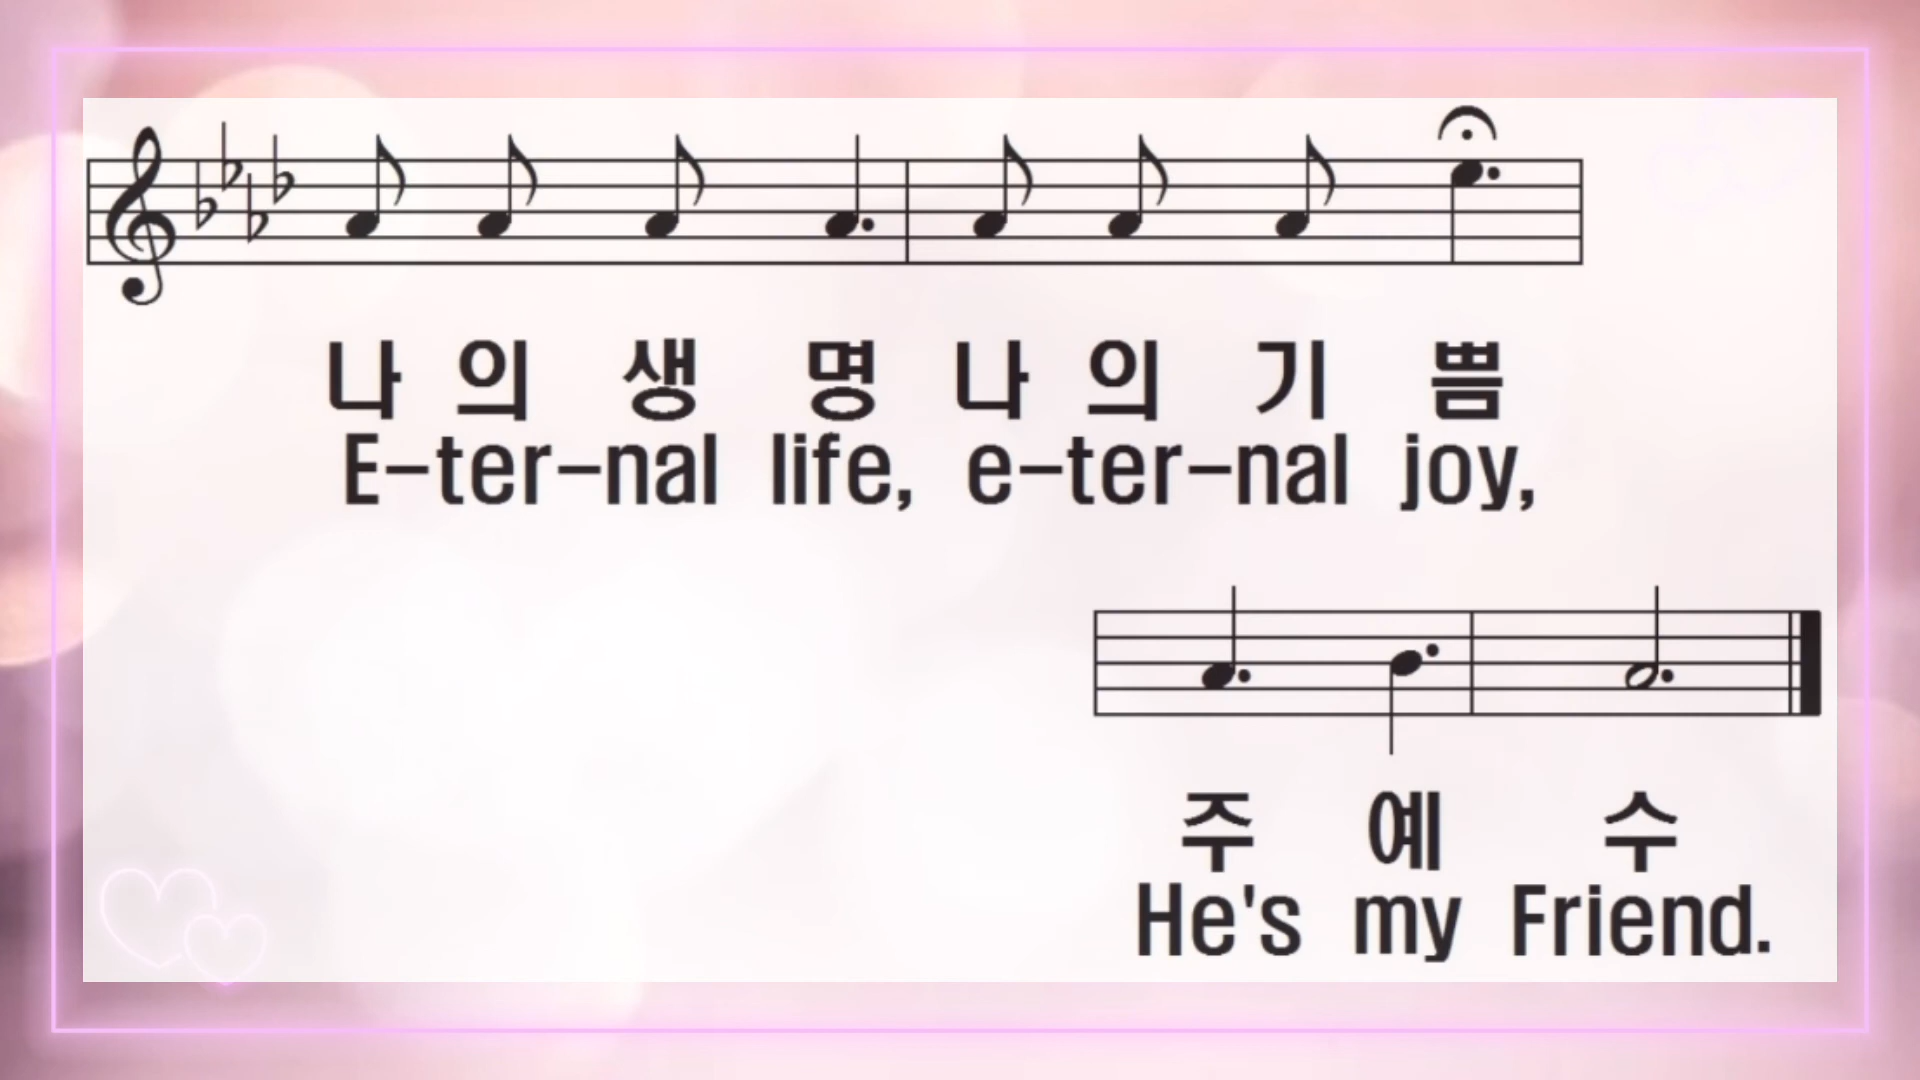 나 의 생 명 나 의 기 쁨
E-ter-nal life, e-ter-nal joy,
주 예 수
He's my Friend.